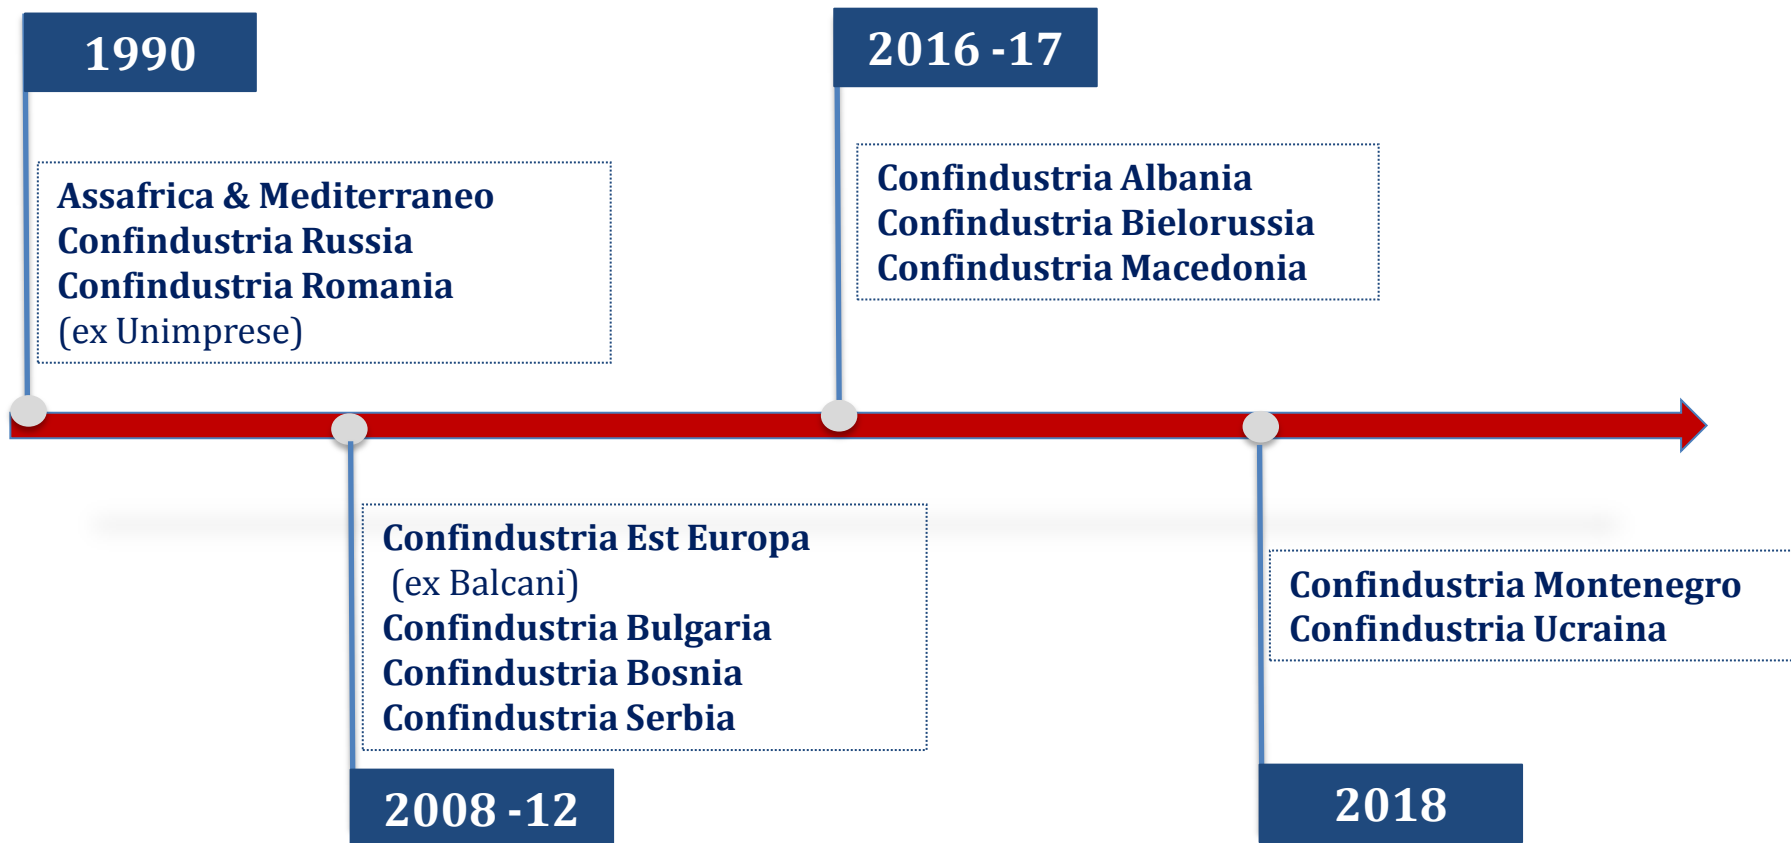 1990
Assafrica & Mediterraneo
Confindustria Russia
Confindustria Romania
(ex Unimprese)
2008 -12
Confindustria Est Europa
(ex Balcani)
Confindustria Bulgaria
Confindustria Bosnia
Confindustria Serbia
2016 -17
Confindustria Albania
Confindustria Bielorussia
Confindustria Macedonia
2018
Confindustria Montenegro
Confindustria Ucraina